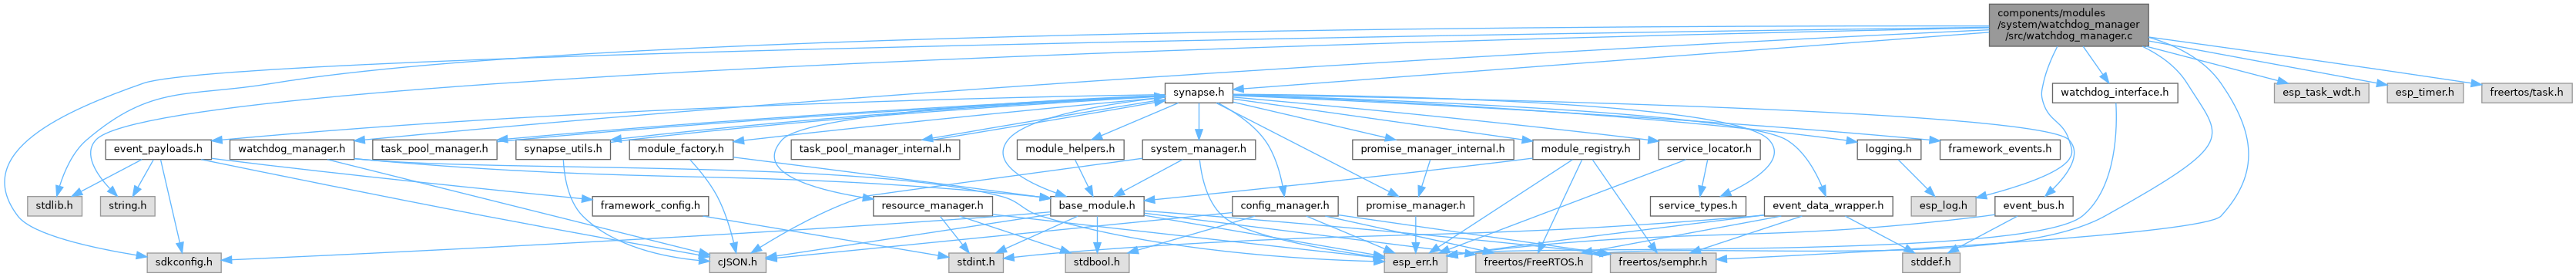 components/modules
/system/watchdog_manager
/src/watchdog_manager.c
synapse.h
watchdog_interface.h
esp_task_wdt.h
esp_timer.h
freertos/task.h
event_payloads.h
watchdog_manager.h
task_pool_manager.h
synapse_utils.h
module_factory.h
task_pool_manager_internal.h
module_helpers.h
system_manager.h
promise_manager_internal.h
module_registry.h
service_locator.h
logging.h
framework_events.h
stdlib.h
string.h
framework_config.h
resource_manager.h
base_module.h
config_manager.h
promise_manager.h
service_types.h
event_data_wrapper.h
esp_log.h
event_bus.h
sdkconfig.h
cJSON.h
stdint.h
stdbool.h
esp_err.h
freertos/FreeRTOS.h
freertos/semphr.h
stddef.h